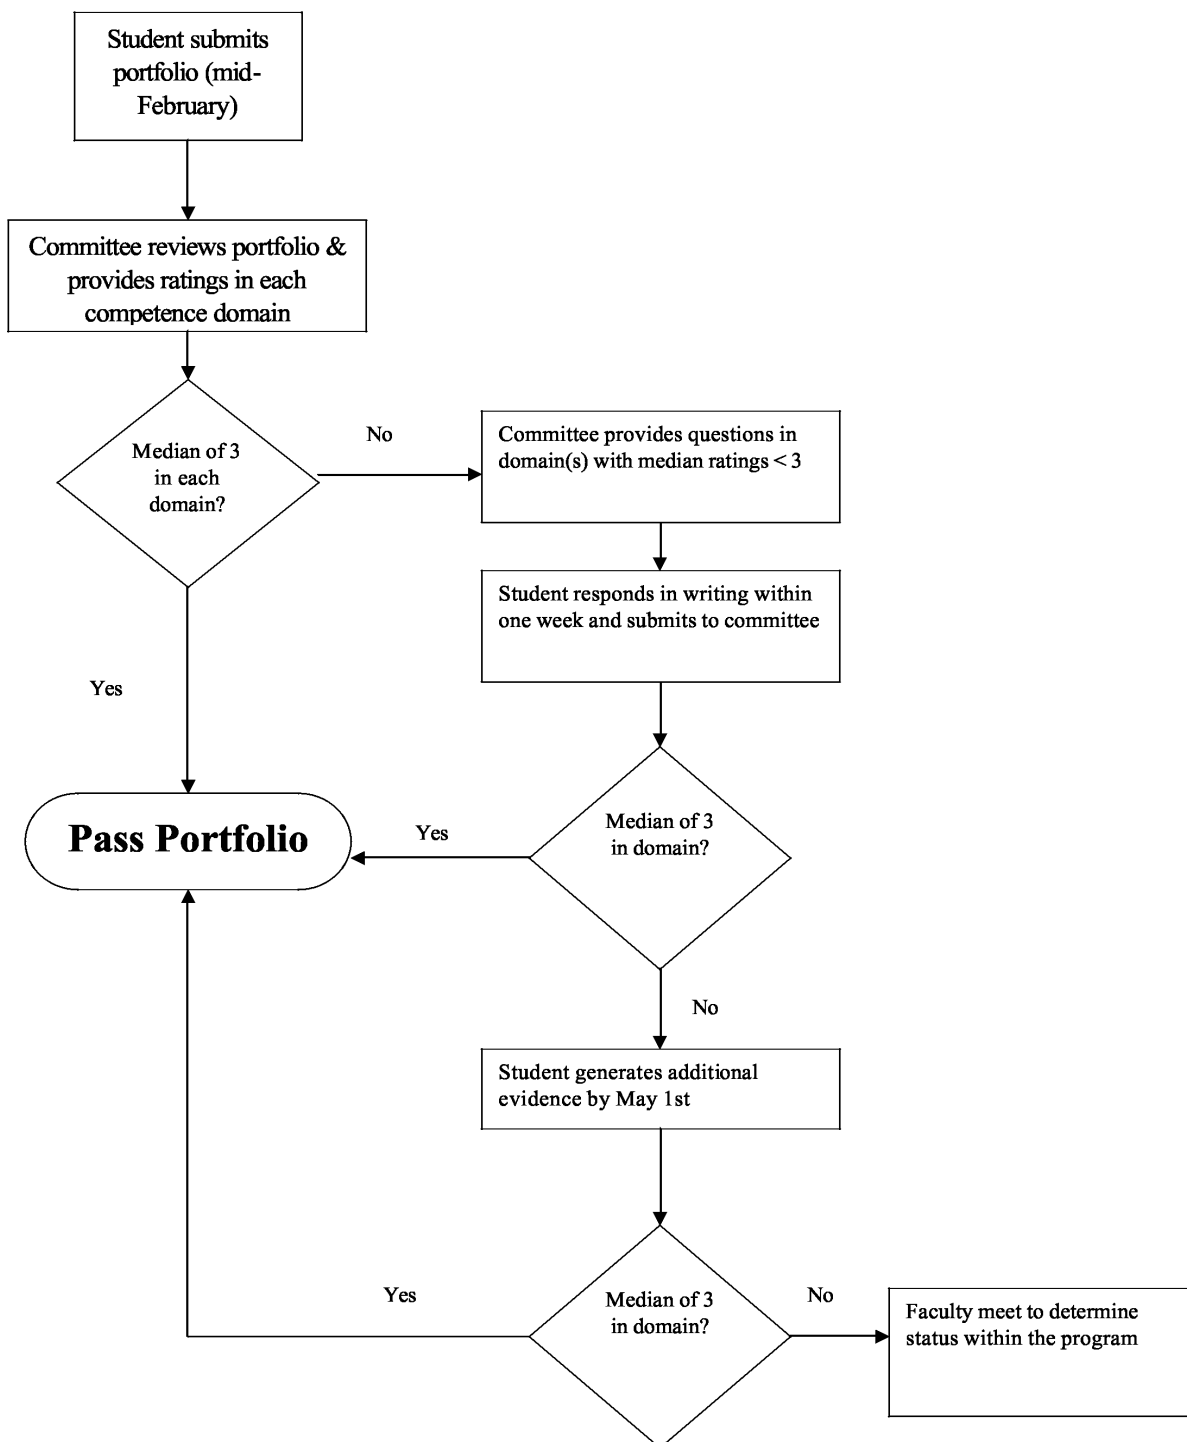 Student submits
portfolio (mid-
February)
Committee reviews portfolio &
provides ratings in each
competence domain
Median of 3
in each
domain?
No
Committee provides questions in
domain(s) with median ratings < 3
Student responds in writing within
one week and submits to committee
Yes
Pass Portfolio
Yes
Median of 3
in domain?
No
Student generates additional
evidence by May 1st
Yes
Median of 3
in domain?
No
Faculty meet to determine
status within the program